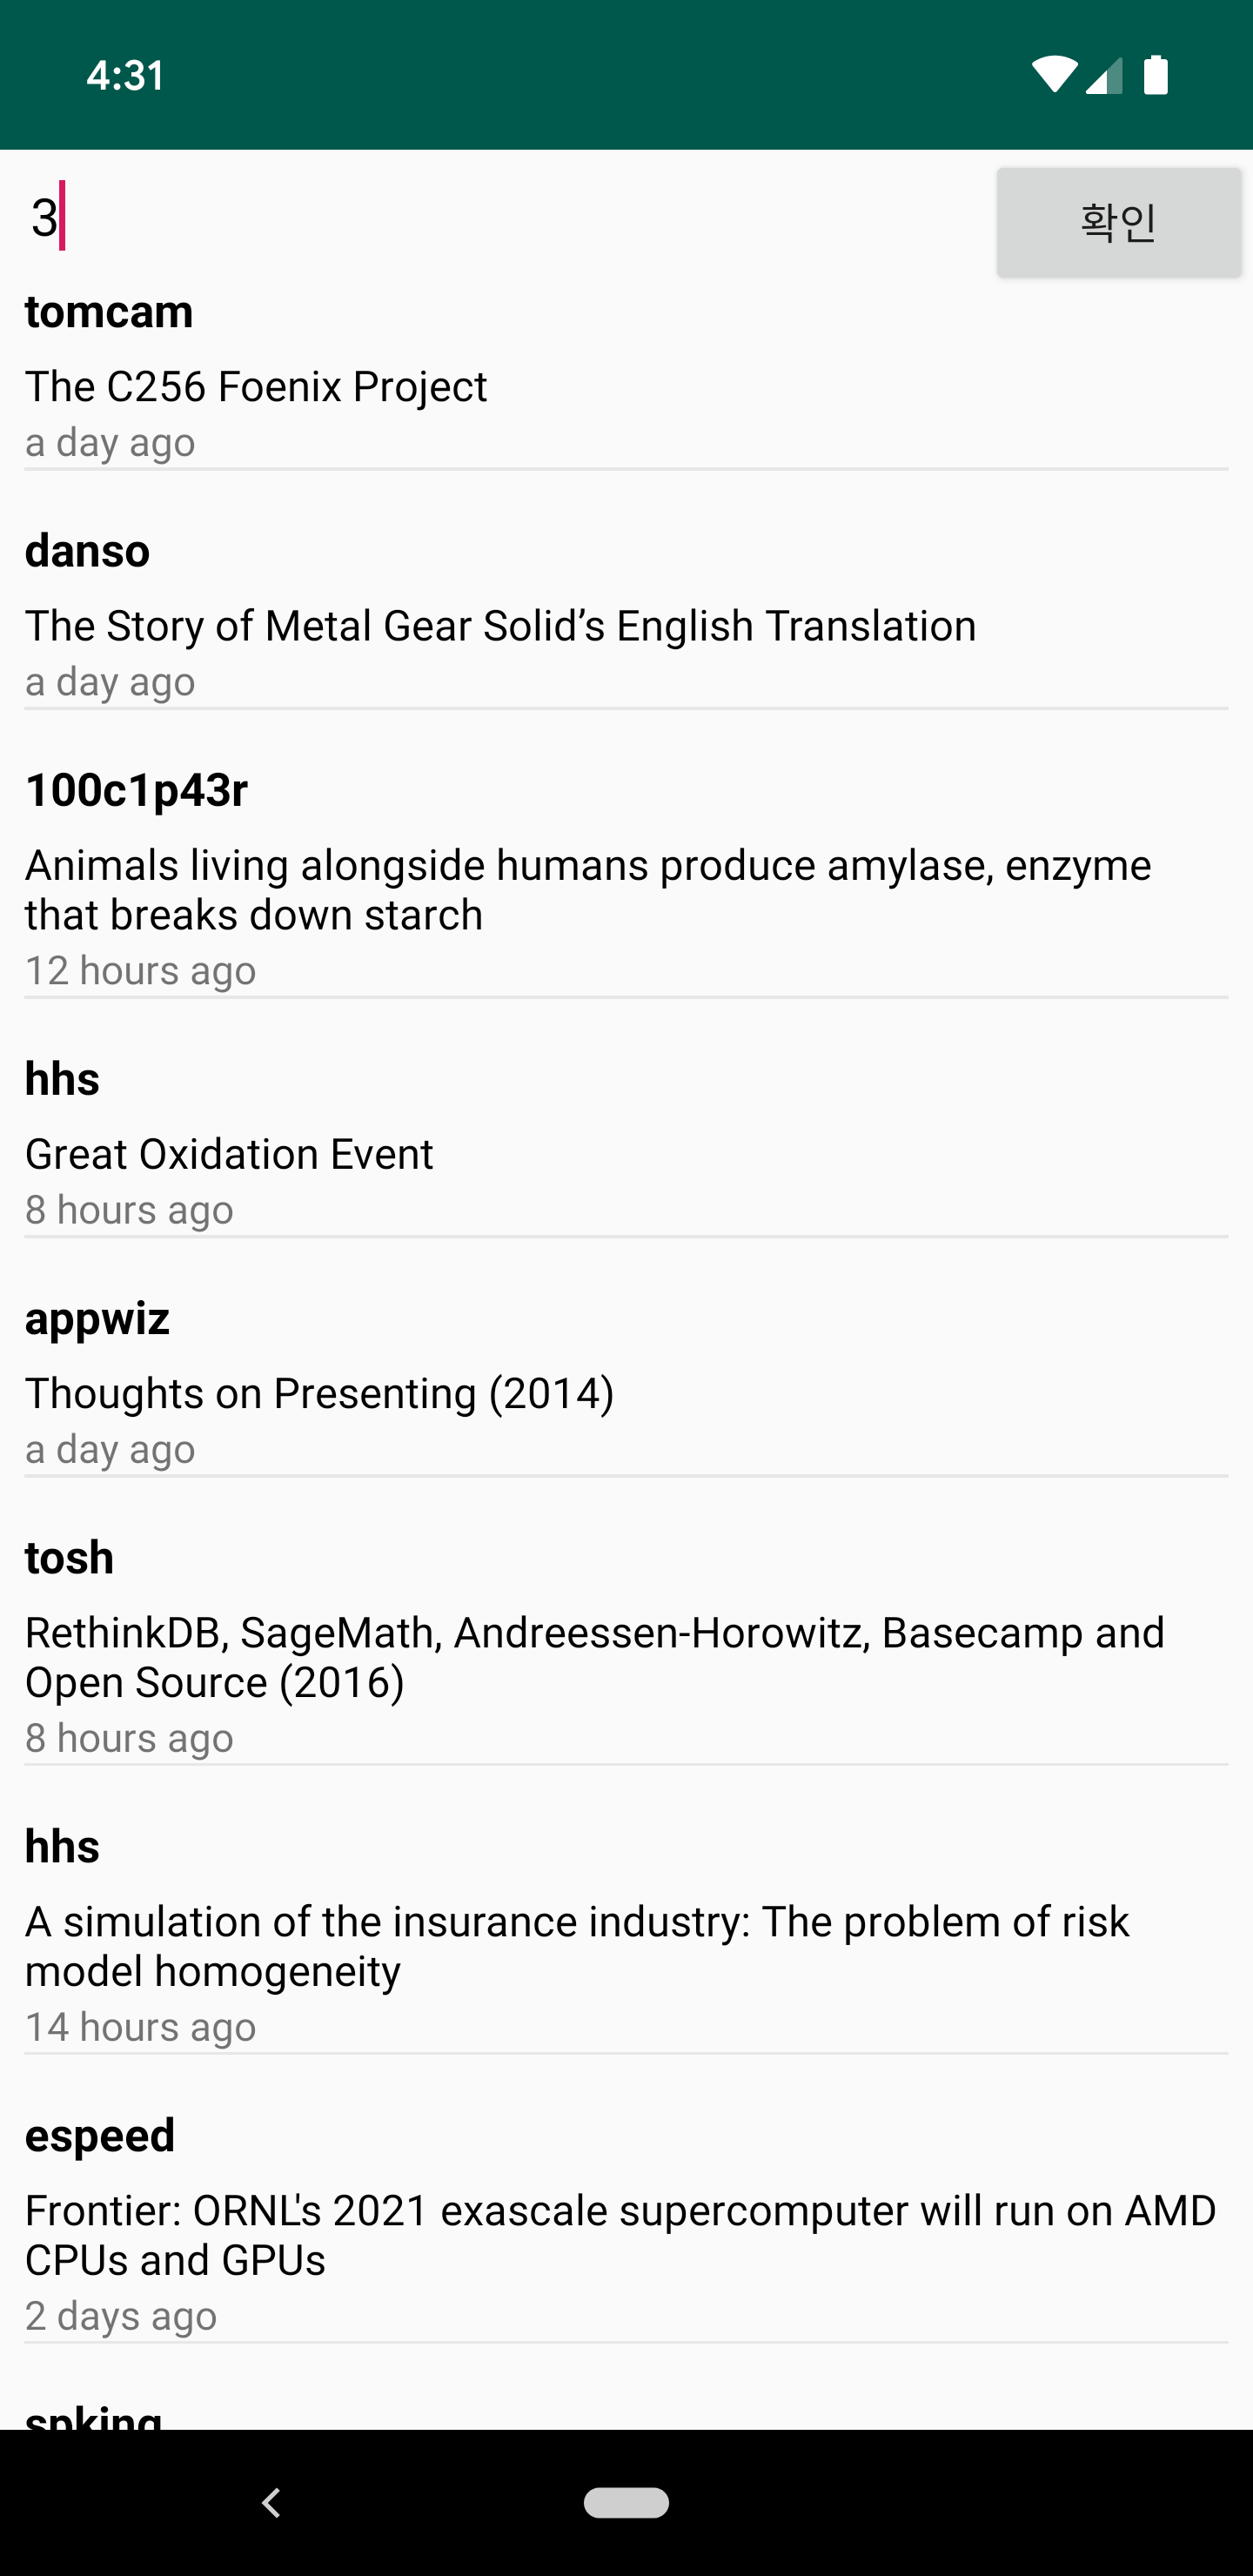 4:31
3
확인
tomcam
The C256 Foenix Project
a day ago
danso
The Story of Metal Gear Solid’s English Translation
a day ago
100c1p43r
Animals living alongside humans produce amylase, enzyme
that breaks down starch
12 hours ago
hhs
Great Oxidation Event
8 hours ago
appwiz
Thoughts on Presenting (2014)
a day ago
tosh
RethinkDB, SageMath, Andreessen-Horowitz, Basecamp and
Open Source (2016)
8 hours ago
hhs
A simulation of the insurance industry: The problem of risk
model homogeneity
14 hours ago
espeed
Frontier: ORNL's 2021 exascale supercomputer will run on AMD
CPUs and GPUs
2 days ago
spking